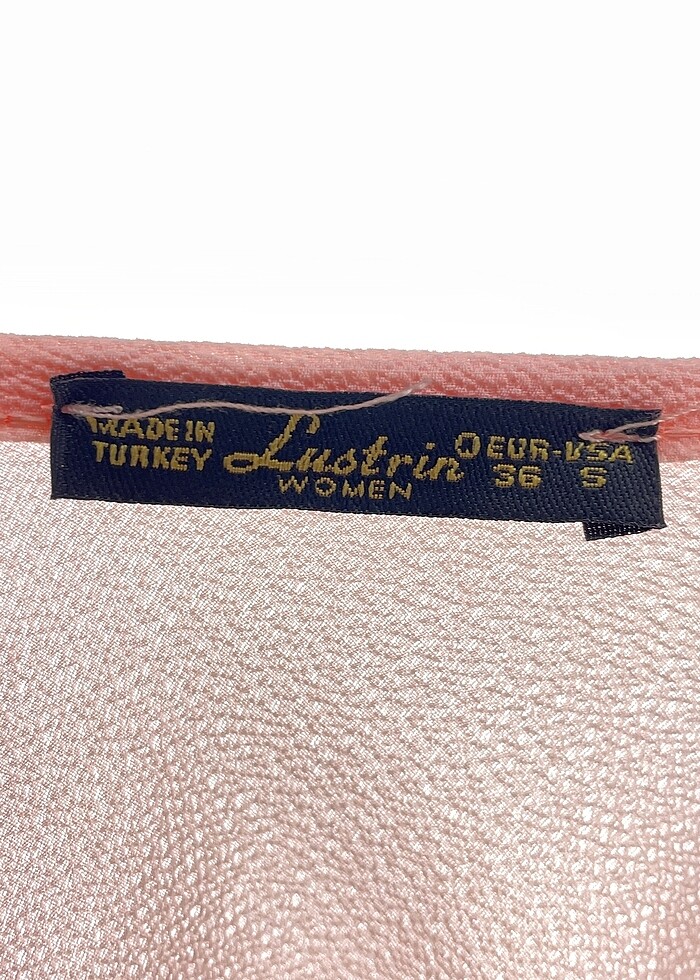 MADE IN
TURKEY
Lustrin
WOMEN
EUR-USA
36 S